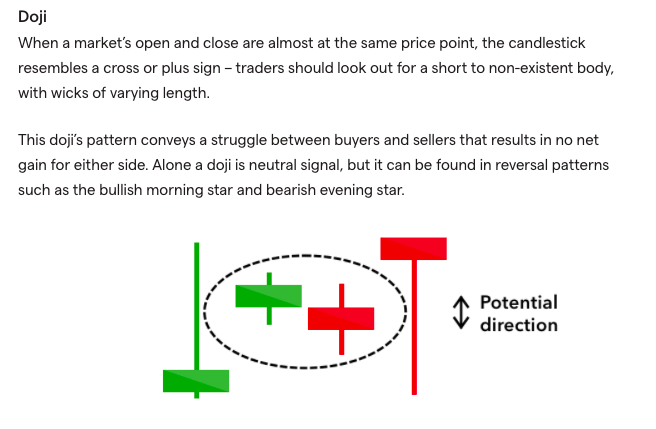 Doji
When a market’s open and close are almost at the same price point, the candlestick
resembles a cross or plus sign – traders should look out for a short to non-existent body,
with wicks of varying length.
This doji’s pattern conveys a struggle between buyers and sellers that results in no net
gain for either side. Alone a doji is neutral signal, but it can be found in reversal patterns
such as the bullish morning star and bearish evening star.
Potential
direction